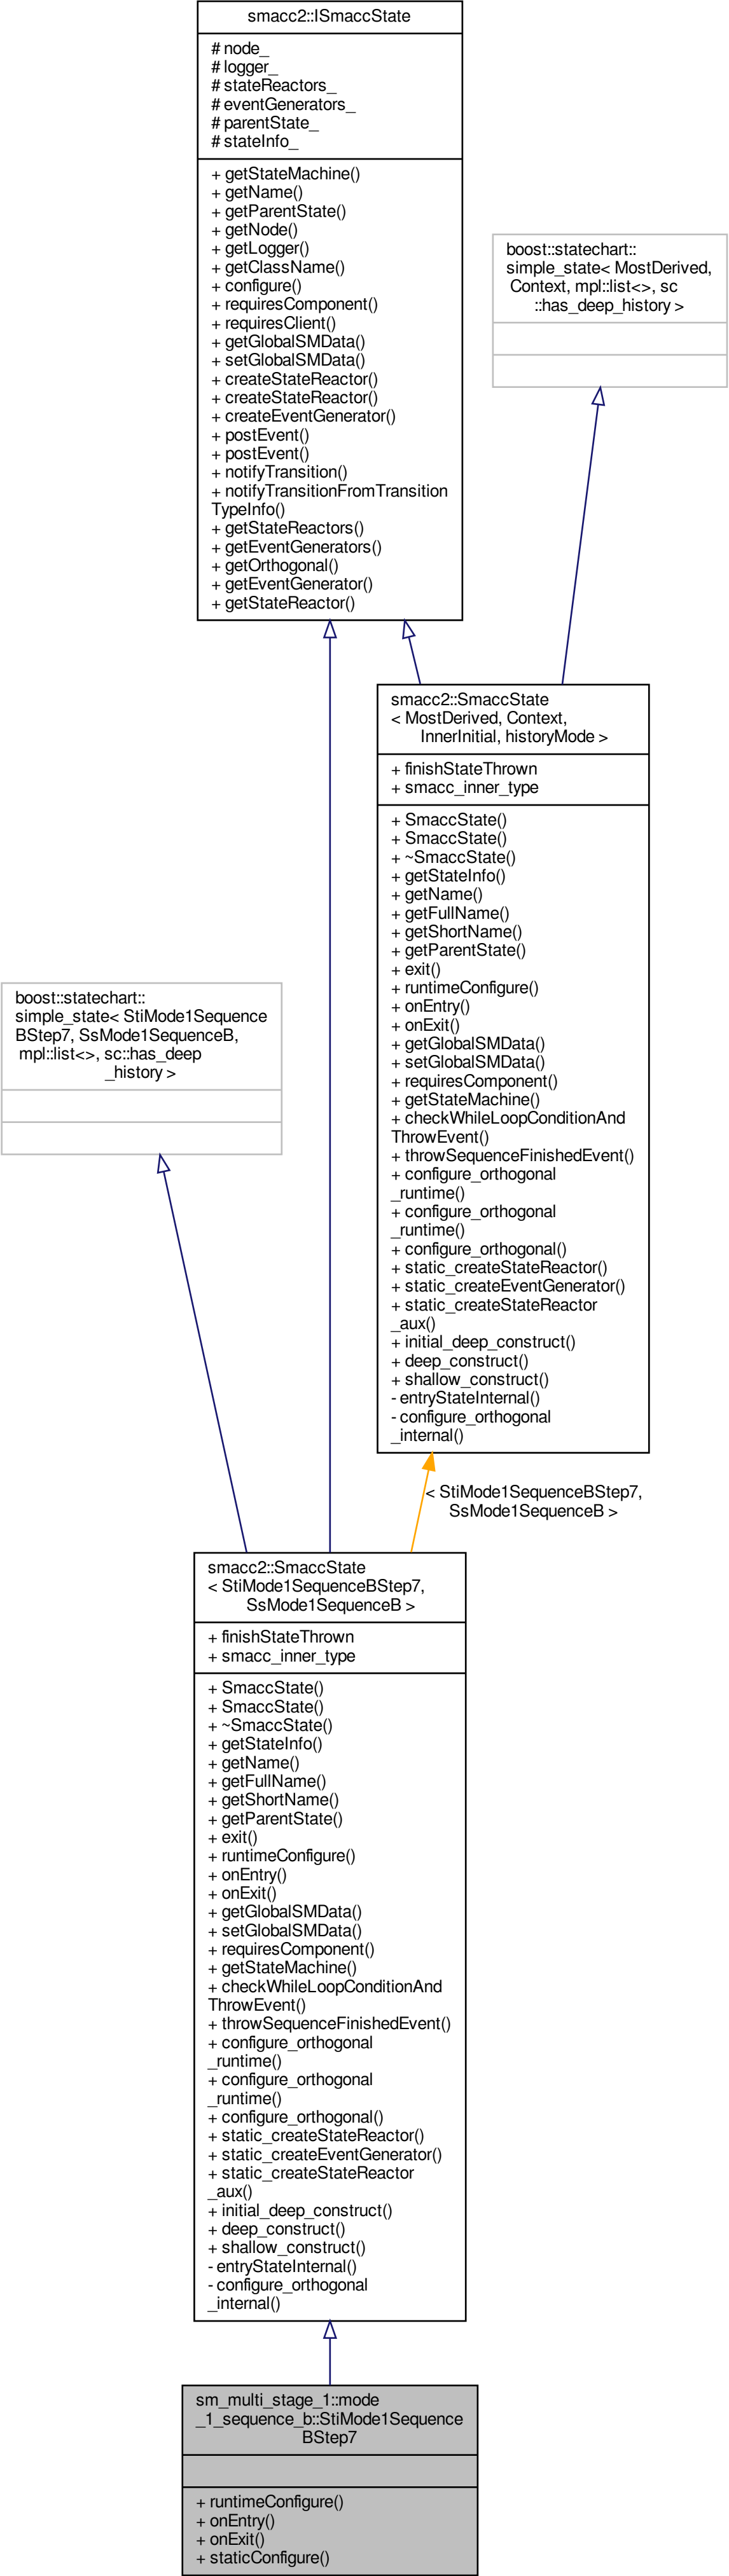 smacc2::ISmaccState
# node_
# logger_
# stateReactors_
# eventGenerators_
# parentState_
# stateInfo_
+ getStateMachine()
+ getName()
+ getParentState()
+ getNode()
+ getLogger()
+ getClassName()
+ configure()
+ requiresComponent()
+ requiresClient()
+ getGlobalSMData()
+ setGlobalSMData()
+ createStateReactor()
+ createStateReactor()
+ createEventGenerator()
+ postEvent()
+ postEvent()
+ notifyTransition()
+ notifyTransitionFromTransition
TypeInfo()
+ getStateReactors()
+ getEventGenerators()
+ getOrthogonal()
+ getEventGenerator()
+ getStateReactor()
boost::statechart::
simple_state< MostDerived,
Context, mpl::list<>, sc
::has_deep_history >
smacc2::SmaccState
< MostDerived, Context,
InnerInitial, historyMode >
+ finishStateThrown
+ smacc_inner_type
+ SmaccState()
+ SmaccState()
+ ~SmaccState()
+ getStateInfo()
+ getName()
+ getFullName()
+ getShortName()
+ getParentState()
+ exit()
+ runtimeConfigure()
+ onEntry()
+ onExit()
+ getGlobalSMData()
+ setGlobalSMData()
+ requiresComponent()
+ getStateMachine()
+ checkWhileLoopConditionAnd
ThrowEvent()
+ throwSequenceFinishedEvent()
+ configure_orthogonal
_runtime()
+ configure_orthogonal
_runtime()
+ configure_orthogonal()
+ static_createStateReactor()
+ static_createEventGenerator()
+ static_createStateReactor
_aux()
+ initial_deep_construct()
+ deep_construct()
+ shallow_construct()
- entryStateInternal()
- configure_orthogonal
_internal()
boost::statechart::
simple_state< StiMode1Sequence
BStep7, SsMode1SequenceB,
mpl::list<>, sc::has_deep
_history >
< StiMode1SequenceBStep7,
SsMode1SequenceB >
smacc2::SmaccState
< StiMode1SequenceBStep7,
SsMode1SequenceB >
+ finishStateThrown
+ smacc_inner_type
+ SmaccState()
+ SmaccState()
+ ~SmaccState()
+ getStateInfo()
+ getName()
+ getFullName()
+ getShortName()
+ getParentState()
+ exit()
+ runtimeConfigure()
+ onEntry()
+ onExit()
+ getGlobalSMData()
+ setGlobalSMData()
+ requiresComponent()
+ getStateMachine()
+ checkWhileLoopConditionAnd
ThrowEvent()
+ throwSequenceFinishedEvent()
+ configure_orthogonal
_runtime()
+ configure_orthogonal
_runtime()
+ configure_orthogonal()
+ static_createStateReactor()
+ static_createEventGenerator()
+ static_createStateReactor
_aux()
+ initial_deep_construct()
+ deep_construct()
+ shallow_construct()
- entryStateInternal()
- configure_orthogonal
_internal()
sm_multi_stage_1::mode
_1_sequence_b::StiMode1Sequence
BStep7
+ runtimeConfigure()
+ onEntry()
+ onExit()
+ staticConfigure()